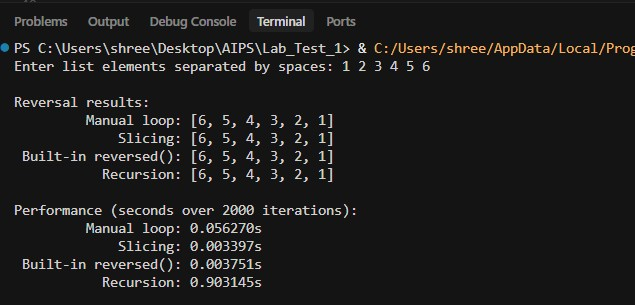 Problems Output Debug Console Terminal Ports
PS C:\Users\shree\Desktop\AIPS\Lab_Test_1> & C:/Users/shree/AppData/Local/Prog
Enter list elements separated by spaces: 1 2 3 4 5 6
Reversal results:
Manual loop: [6, 5, 4, 3, 2, 1]
Slicing: [6, 5, 4, 3, 2, 1]
Built-in reversed(): [6, 5, 4, 3, 2, 1]
Recursion: [6, 5, 4, 3, 2, 1]
Performance (seconds over 2000 iterations):
Manual loop: 0.056270s
Slicing: 0.003397s
Built-in reversed(): 0.003751s
Recursion: 0.903145s